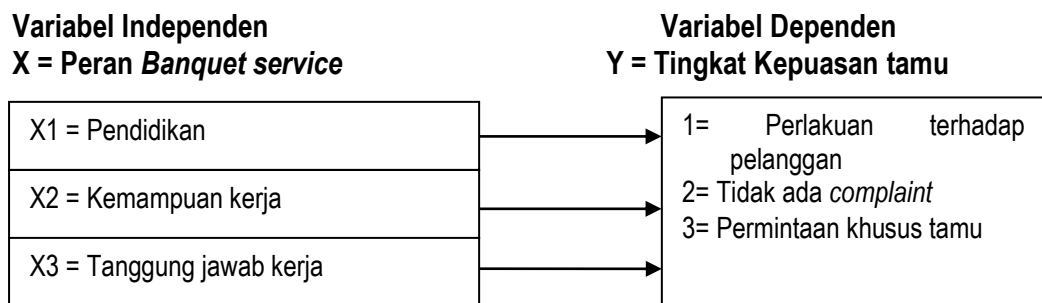 Variabel Independen
X = Peran Banquet service
Variabel Dependen
Y = Tingkat Kepuasan tamu
X1 = Pendidikan
X2 = Kemampuan kerja
X3 = Tanggung jawab kerja
1= Perlakuan terhadap
pelanggan
2= Tidak ada complaint
3= Permintaan khusus tamu